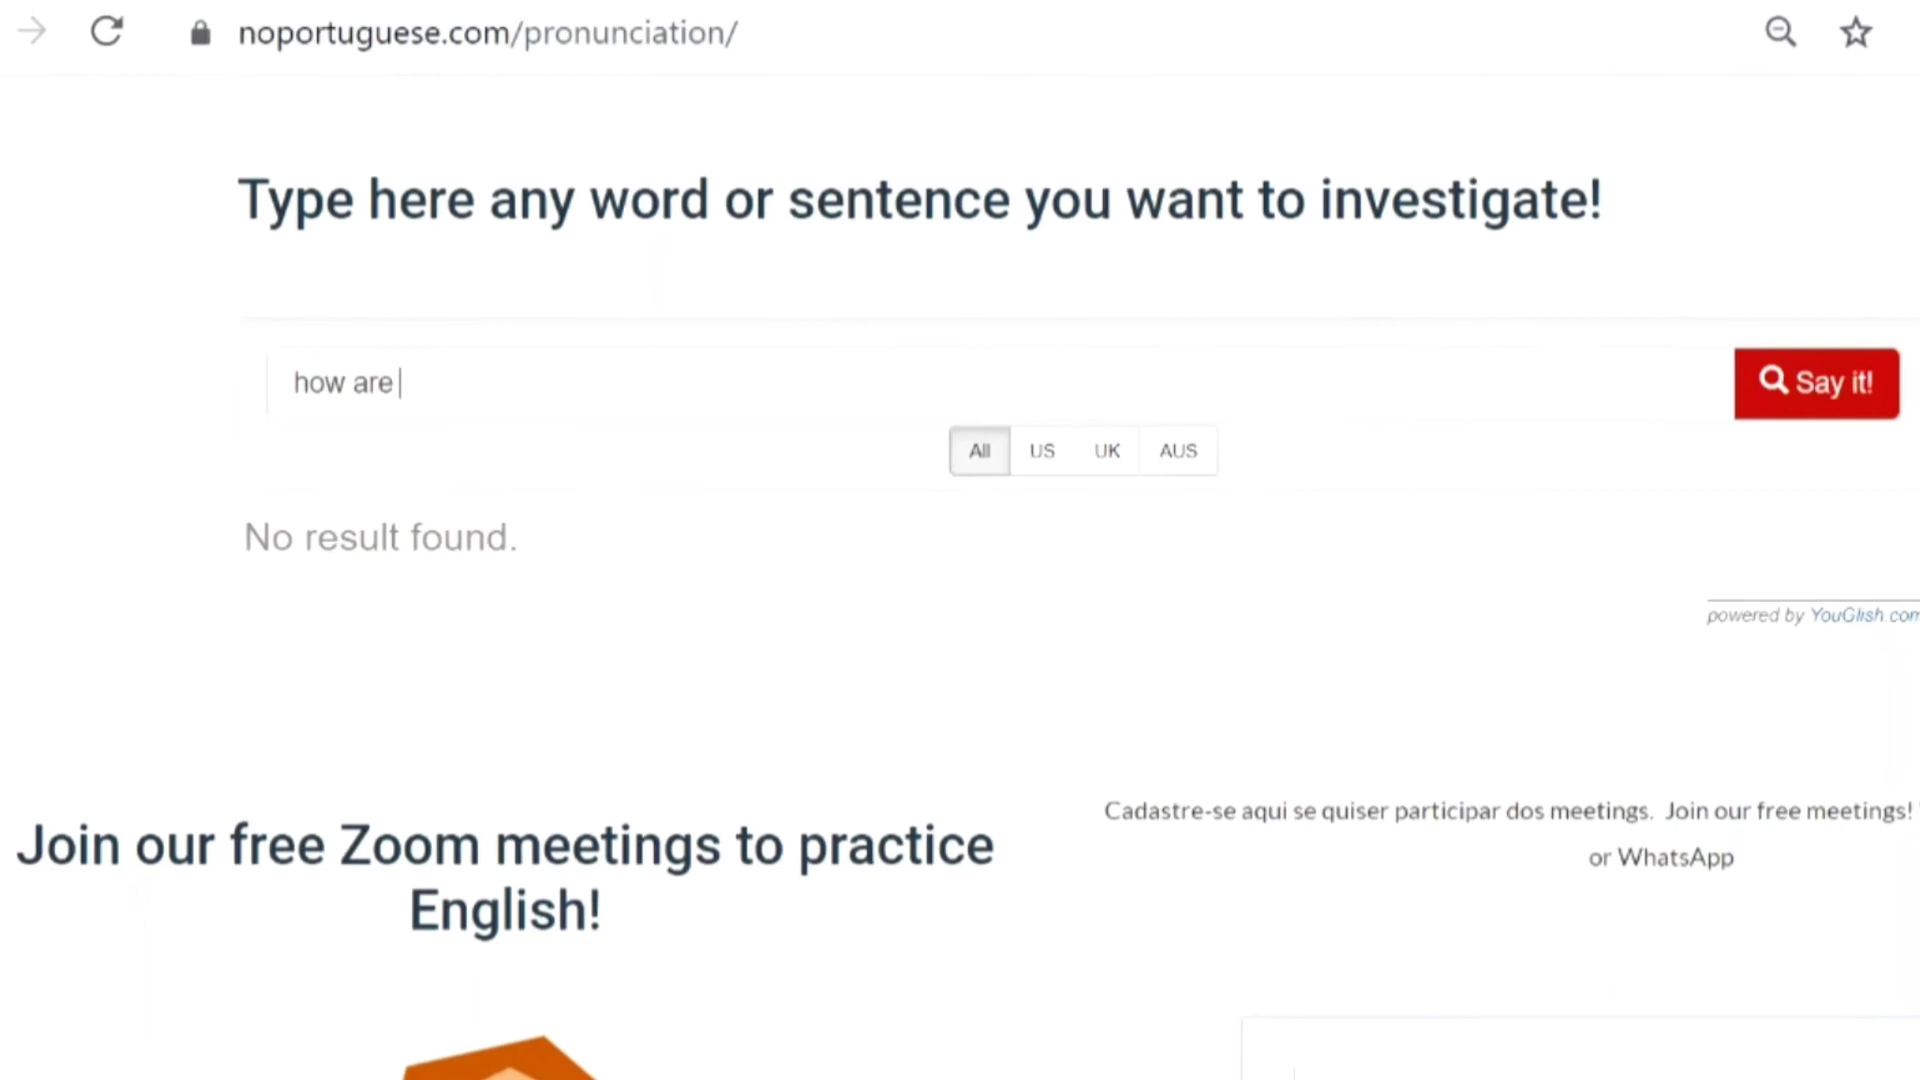 noportuguese.com/pronunciation/
Type here any word or sentence you want to investigate!
how are
Say it!
All US UK AUS
No result found.
powered by YouGlish.com
Join our free Zoom meetings to practice
English!
Cadastre-se aqui se quiser participar dos meetings. Join our free meetings!
or WhatsApp